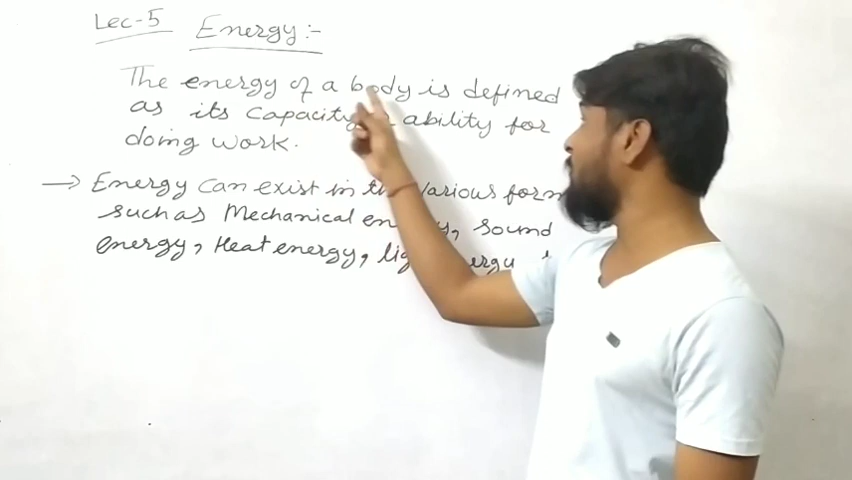 Lec-5 Energy:-
The energy of a body is defined
as its capacity ability for
doing work.
→ Energy can exist in various form
such as Mechanical sound
energy, Heat energy,